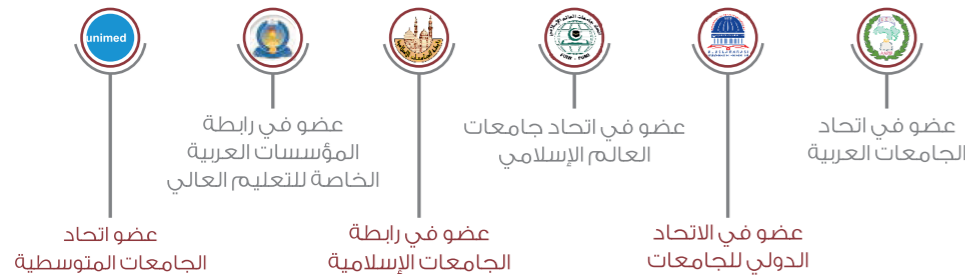 عضو في اتحاد
الجامعات العربية
عضو في الاتحاد
الدولي للجامعات
عضو في اتحاد جامعات
العالم الإسلامي
عضو في رابطة
الجامعات الإسلامية
عضو في رابطة
المؤسسات العربية
الخاصة للتعليم العالي
unimed
عضو اتحاد
الجامعات المتوسطية